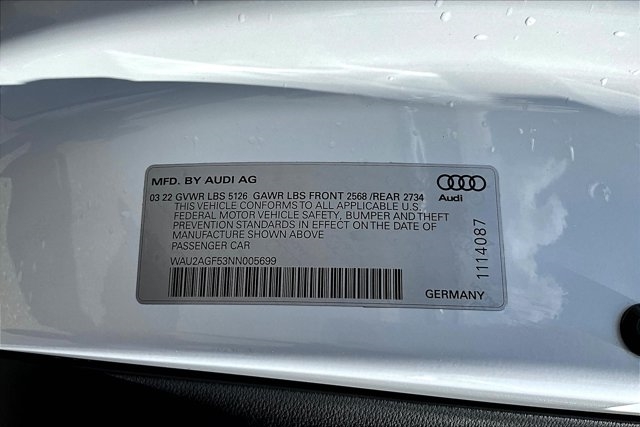 MFD. BY AUDI AG
03 22 GVWR LBS 5126 GAWR LBS FRONT 2568 /REAR 2734
THIS VEHICLE CONFORMS TO ALL APPLICABLE U.S.
FEDERAL MOTOR VEHICLE SAFETY, BUMPER AND THEFT
PREVENTION STANDARDS IN EFFECT ON THE DATE OF
MANUFACTURE SHOWN ABOVE
PASSENGER CAR
WAU2AGF53NN005699
Audi
1114087
GERMANY